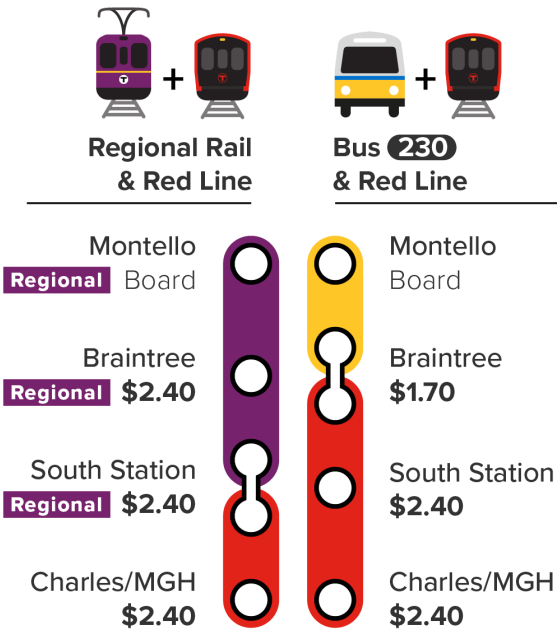 Regional Rail
& Red Line
Montello
Regional Board
Braintree
Regional $2.40
South Station
Regional $2.40
Charles/MGH
$2.40
Bus 230
& Red Line
Montello
Board
Braintree
$1.70
South Station
$2.40
Charles/MGH
$2.40